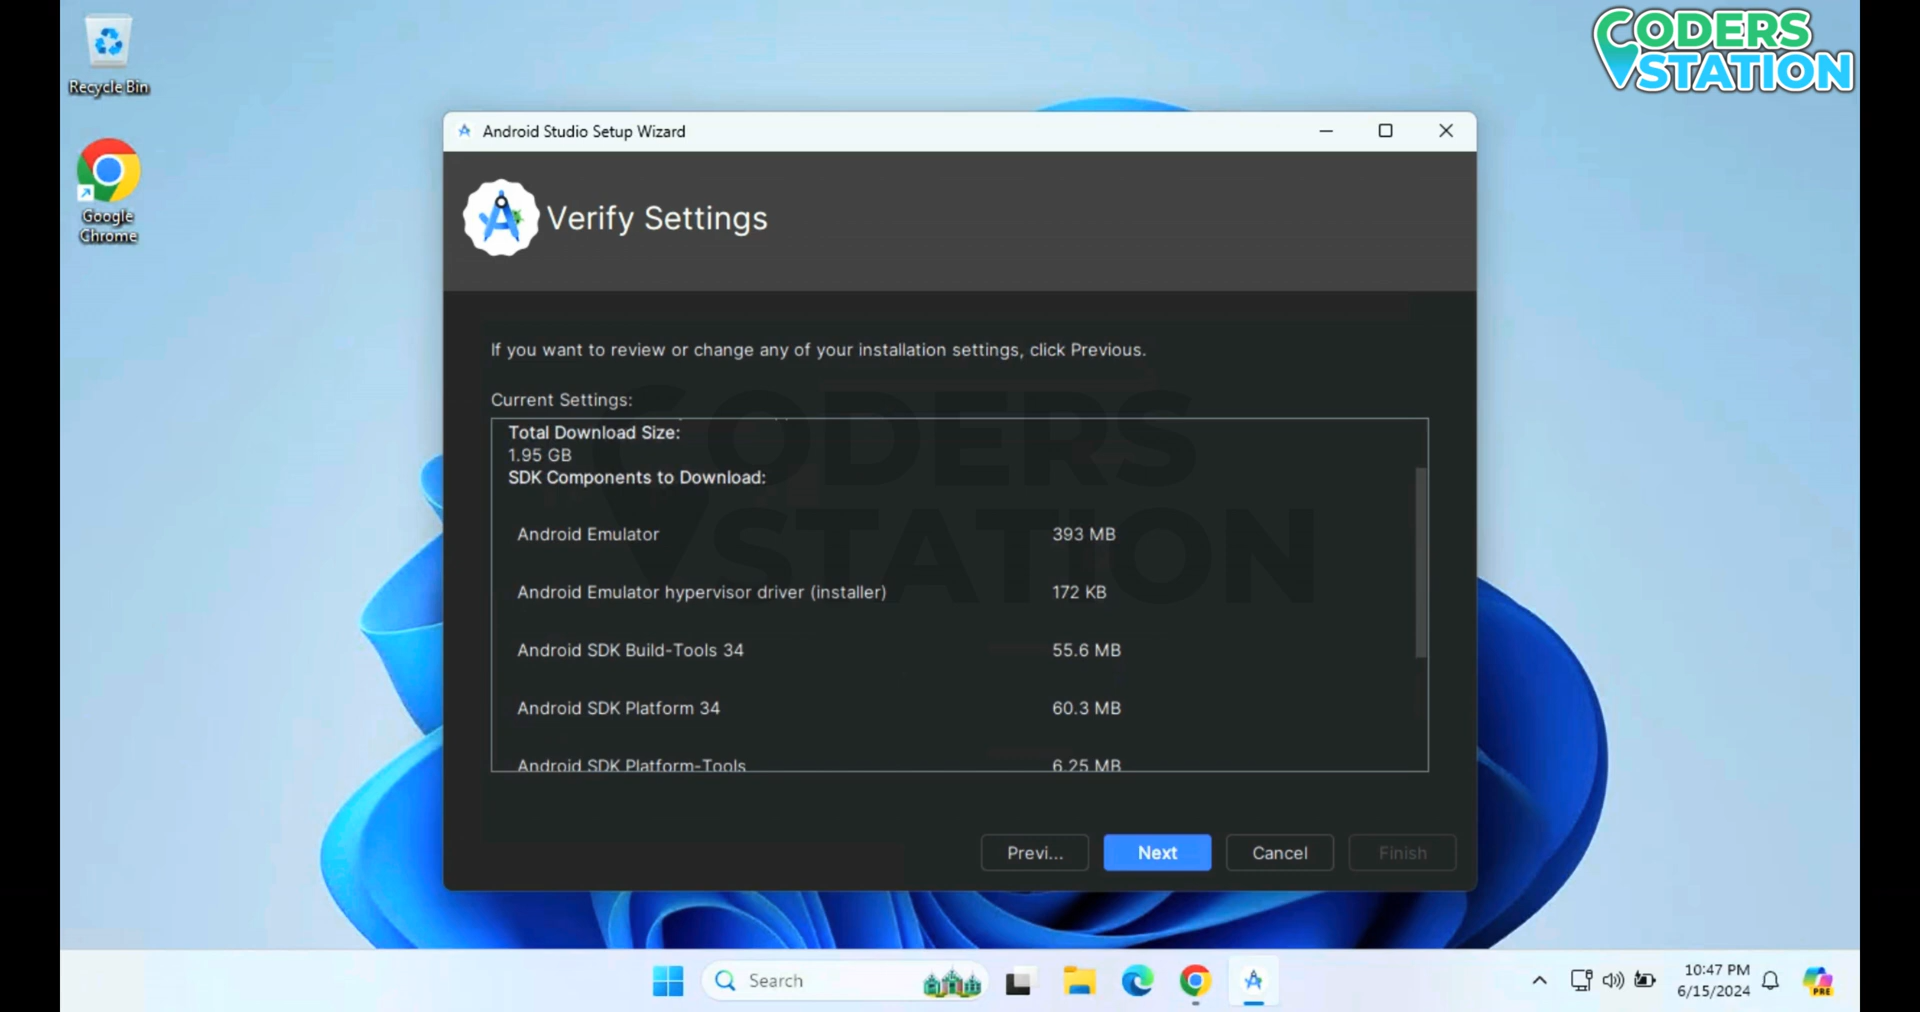 CODERS
STATION
Recycle Bin
Google
Chrome
Android Studio Setup Wizard
Verify Settings
If you want to review or change any of your installation settings, click Previous.
Current Settings:
Total Download Size:
1.95 GB
SDK Components to Download:
Android Emulator 393 MB
Android Emulator hypervisor driver (installer) 172 KB
Android SDK Build-Tools 34 55.6 MB
Android SDK Platform 34 60.3 MB
Android SDK Platform-Tools 6.25 MB
CODERS
STATION
Previ... Next Cancel Finish
Search
10:47 PM
6/15/2024
PRE